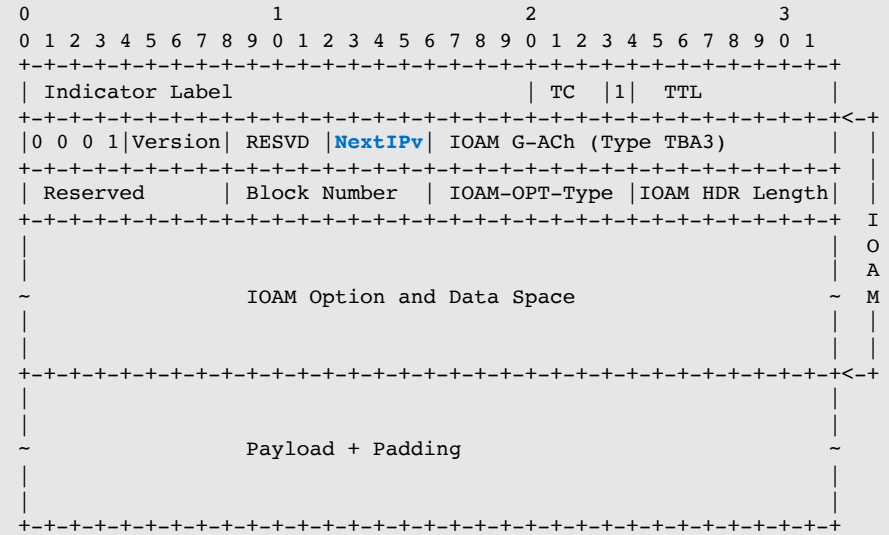 0                   1                   2                   3
0 1 2 3 4 5 6 7 8 9 0 1 2 3 4 5 6 7 8 9 0 1 2 3 4 5 6 7 8 9 0 1
+-+-+-+-+-+-+-+-+-+-+-+-+-+-+-+-+-+-+-+-+-+-+-+-+-+-+-+-+-+-+-+-+
| Indicator Label                       | TC  |1|  TTL          |
+-+-+-+-+-+-+-+-+-+-+-+-+-+-+-+-+-+-+-+-+-+-+-+-+-+-+-+-+-+-+-+-+<-+
|0 0 0 1|Version| RESVD |NextIPv| IOAM G-ACh (Type TBA3)        |  |
+-+-+-+-+-+-+-+-+-+-+-+-+-+-+-+-+-+-+-+-+-+-+-+-+-+-+-+-+-+-+-+-+  |
| Reserved      | Block Number  | IOAM-OPT-Type |IOAM HDR Length|  |
+-+-+-+-+-+-+-+-+-+-+-+-+-+-+-+-+-+-+-+-+-+-+-+-+-+-+-+-+-+-+-+-+  I
|                                                               |  O
|                                                               |  A
~                 IOAM Option and Data Space                    ~  M
|                                                               |  |
|                                                               |  |
+-+-+-+-+-+-+-+-+-+-+-+-+-+-+-+-+-+-+-+-+-+-+-+-+-+-+-+-+-+-+-+-+<-+
|                                                               |
|                                                               |
~                 Payload + Padding                             ~
|                                                               |
|                                                               |
+-+-+-+-+-+-+-+-+-+-+-+-+-+-+-+-+-+-+-+-+-+-+-+-+-+-+-+-+-+-+-+-+